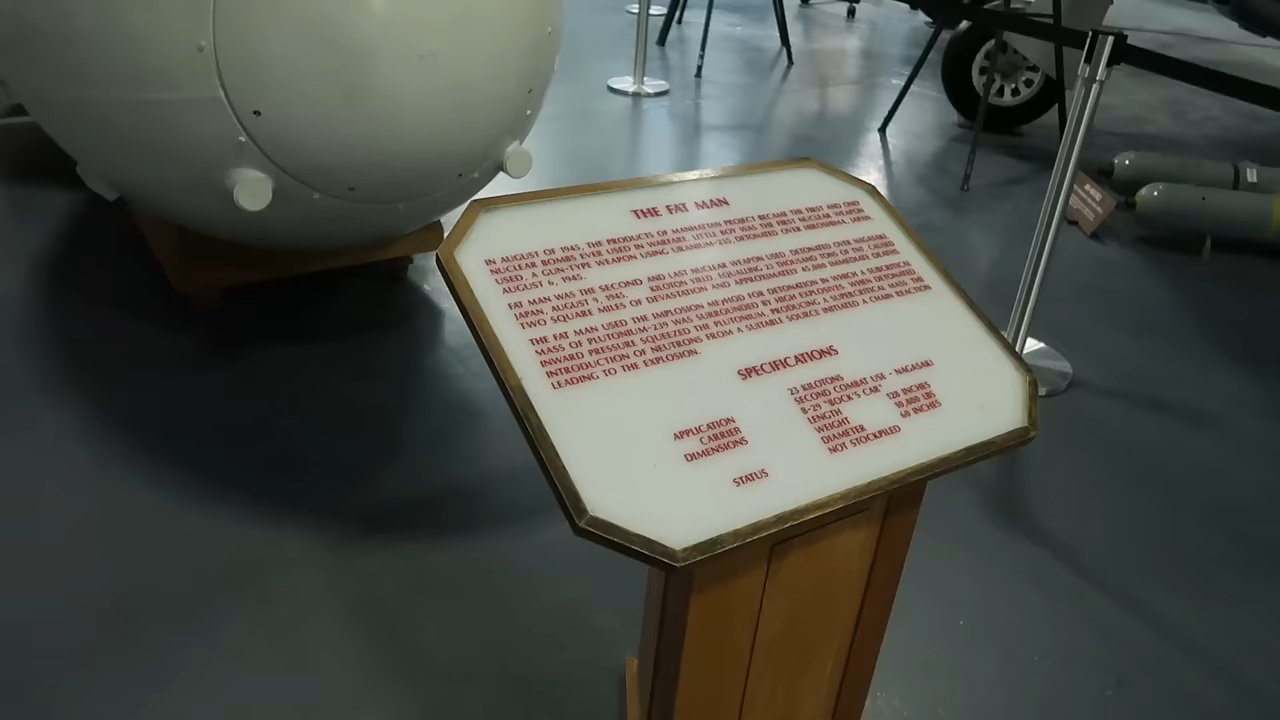 THE FAT MAN
IN AUGUST OF 1945, THE PRODUCTS OF MANHATTAN PROJECT BECAME THE FIRST AND ONLY
NUCLEAR BOMBS EVER USED IN WARFARE. LITTLE BOY WAS THE FIRST NUCLEAR WEAPON
USED, A GUN-TYPE WEAPON USING URANIUM-235, DETONATED OVER HIROSHIMA, JAPAN
AUGUST 6, 1945.
FAT MAN WAS THE SECOND AND LAST NUCLEAR WEAPON USED, DETONATED OVER NAGASAKI,
JAPAN, AUGUST 9, 1945. KILOTON YIELD, EQUALLING 23 THOUSAND TONS OF TNT, CAUSED
TWO SQUARE MILES OF DEVASTATION AND APPROXIMATELY 45,000 IMMEDIATE DEATHS.
THE FAT MAN USED THE IMPLOSION METHOD FOR DETONATION IN WHICH A SUBCRITICAL
MASS OF PLUTONIUM-239 WAS SURROUNDED BY HIGH EXPLOSIVES. WHEN DETONATED
INWARD PRESSURE SQUEEZED THE PLUTONIUM, PRODUCING A SUPERCRITICAL MASS. THE
INTRODUCTION OF NEUTRONS FROM A SUITABLE SOURCE INITIATED A CHAIN REACTION
LEADING TO THE EXPLOSION.
SPECIFICATIONS
23 KILOTONS
APPLICATION SECOND COMBAT USE - NAGASAKI
CARRIER B-29 "BOCK'S CAR"
DIMENSIONS LENGTH 128 INCHES
WEIGHT 10,800 LBS
DIAMETER 60 INCHES
STATUS NOT STOCKPILED